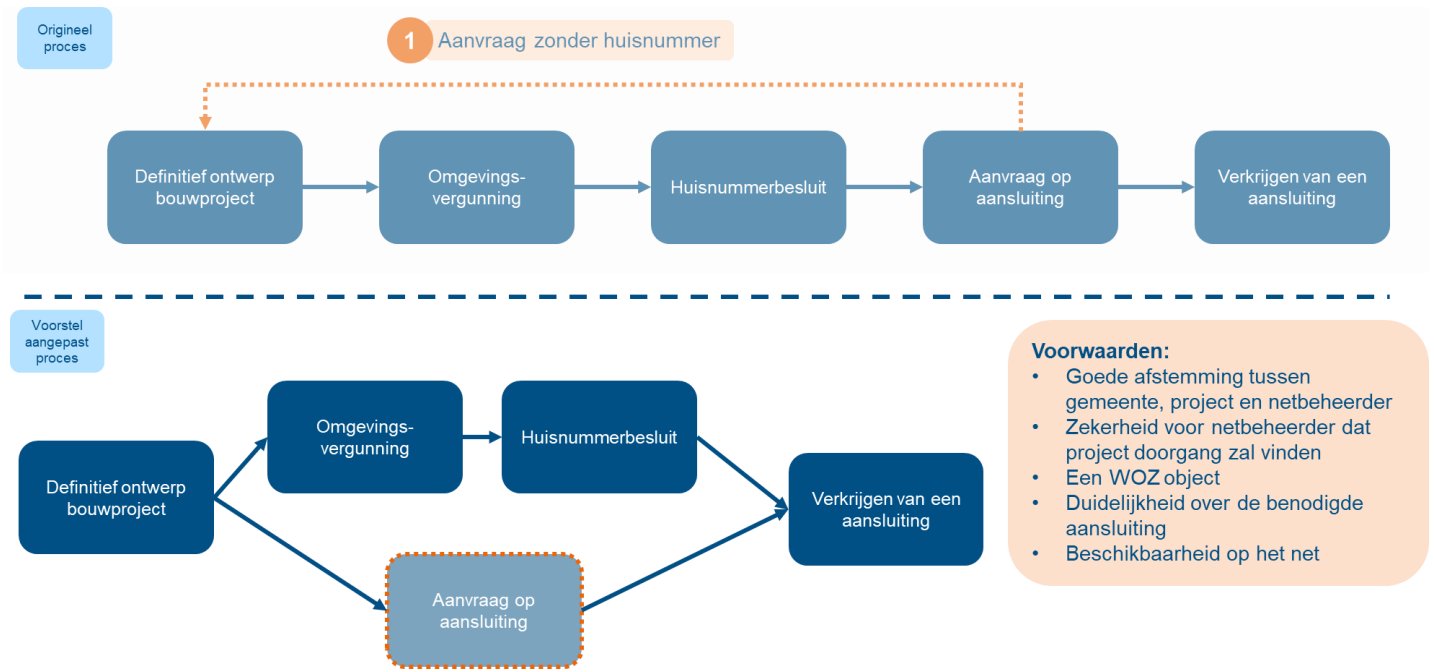 Origineel
proces
1 Aanvraag zonder huisnummer
Definitief ontwerp
bouwproject
Omgevings-
vergunning
Huisnummerbesluit
Aanvraag op
aansluiting
Verkrijgen van een
aansluiting
Voorstel
aangepast
proces
Definitief ontwerp
bouwproject
Omgevings-
vergunning
Huisnummerbesluit
Aanvraag op
aansluiting
Verkrijgen van een
aansluiting
Voorwaarden:
• Goede afstemming tussen
gemeente, project en netbeheerder
• Zekerheid voor netbeheerder dat
project doorgang zal vinden
• Een WOZ object
• Duidelijkheid over de benodigde
aansluiting
• Beschikbaarheid op het net